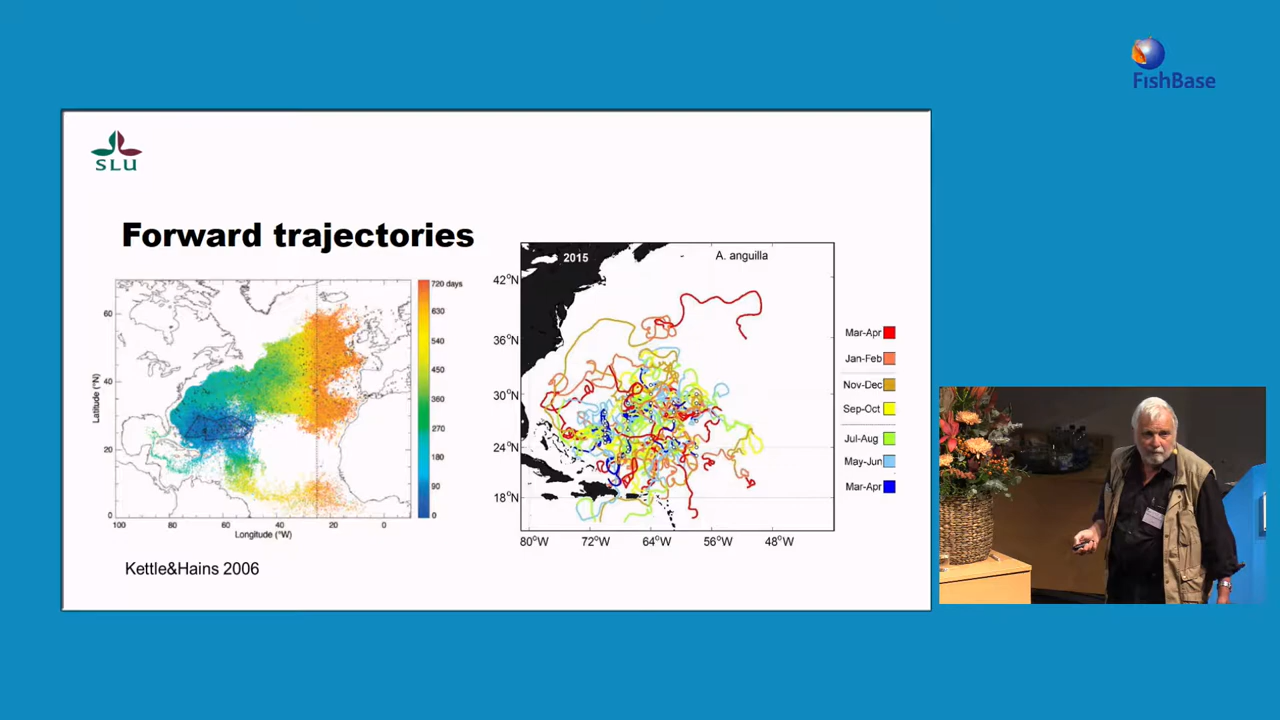 FishBase
SLU
Forward trajectories
720 days
630
540
450
360
270
180
90
0
60
40
20
0
100
80
60
40
20
0
Latitude (°N)
Longitude (°W)
Kettle&Hains 2006
2015
A. anguilla
42°N
36°N
30°N
24°N
18°N
80°W
72°W
64°W
56°W
48°W
Mar-Apr
Jan-Feb
Nov-Dec
Sep-Oct
Jul-Aug
May-Jun
Mar-Apr